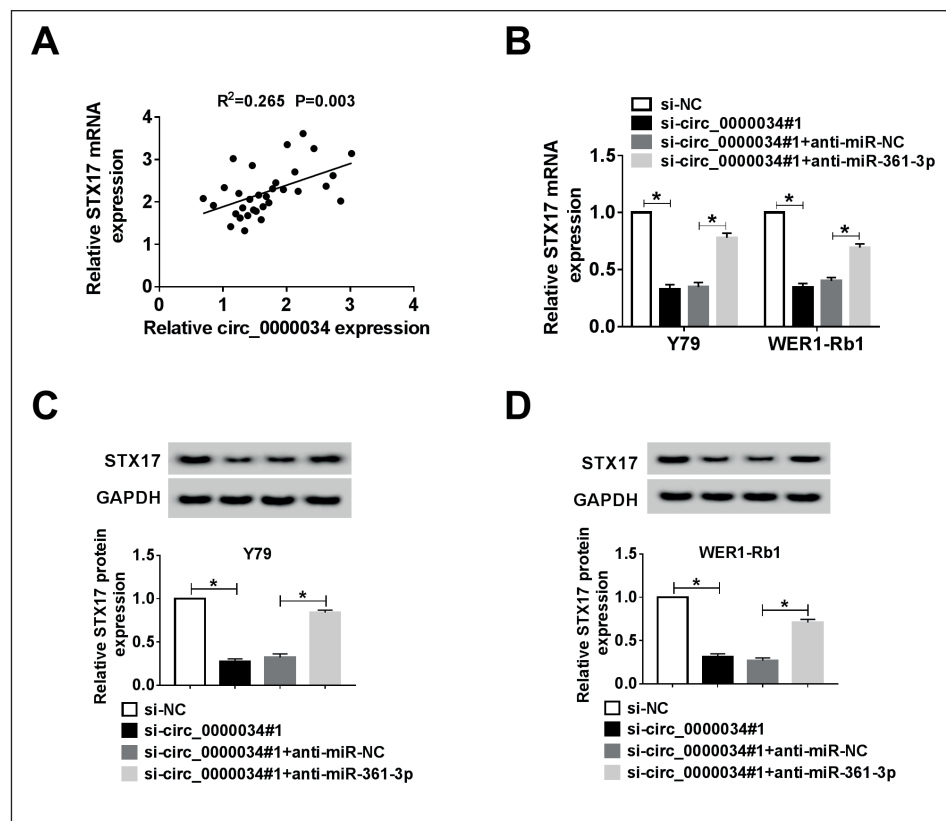 A
R2=0.265 P=0.003
Relative STX17 mRNA
expression
4
3
2
1
0
0 1 2 3 4
Relative circ_0000034 expression
B
si-NC
si-circ_0000034#1
si-circ_0000034#1+anti-miR-NC
si-circ_0000034#1+anti-miR-361-3p
Relative STX17 mRNA
expression
1.5
1.0
0.5
0.0
* * * *
Y79 WER1-Rb1
C
STX17
GAPDH
Y79
Relative STX17 protein
expression
1.5
1.0
0.5
0.0
* *
si-NC
si-circ_0000034#1
si-circ_0000034#1+anti-miR-NC
si-circ_0000034#1+anti-miR-361-3p
D
STX17
GAPDH
WER1-Rb1
Relative STX17 protein
expression
1.5
1.0
0.5
0.0
* *
si-NC
si-circ_0000034#1
si-circ_0000034#1+anti-miR-NC
si-circ_0000034#1+anti-miR-361-3p